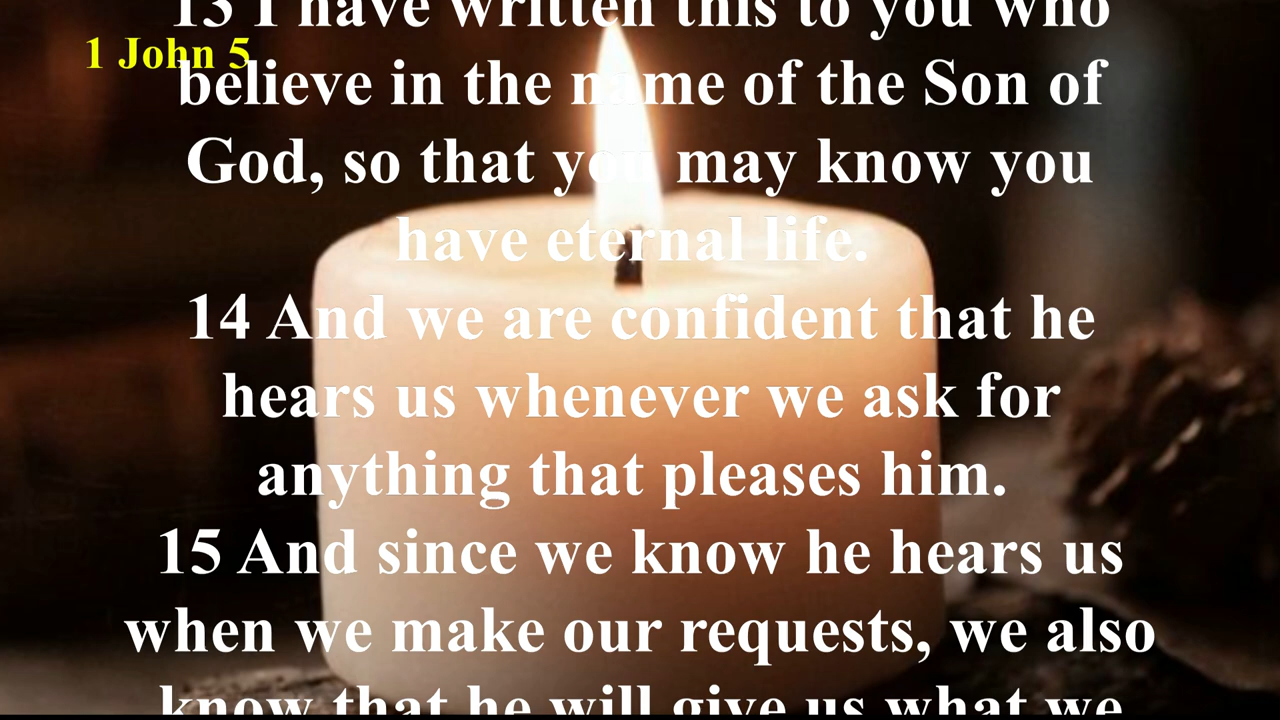 13 I have written this to you who
1 John 5
believe in the name of the Son of
God, so that you may know you
have eternal life.
14 And we are confident that he
hears us whenever we ask for
anything that pleases him.
15 And since we know he hears us
when we make our requests, we also
know that he will give us what we